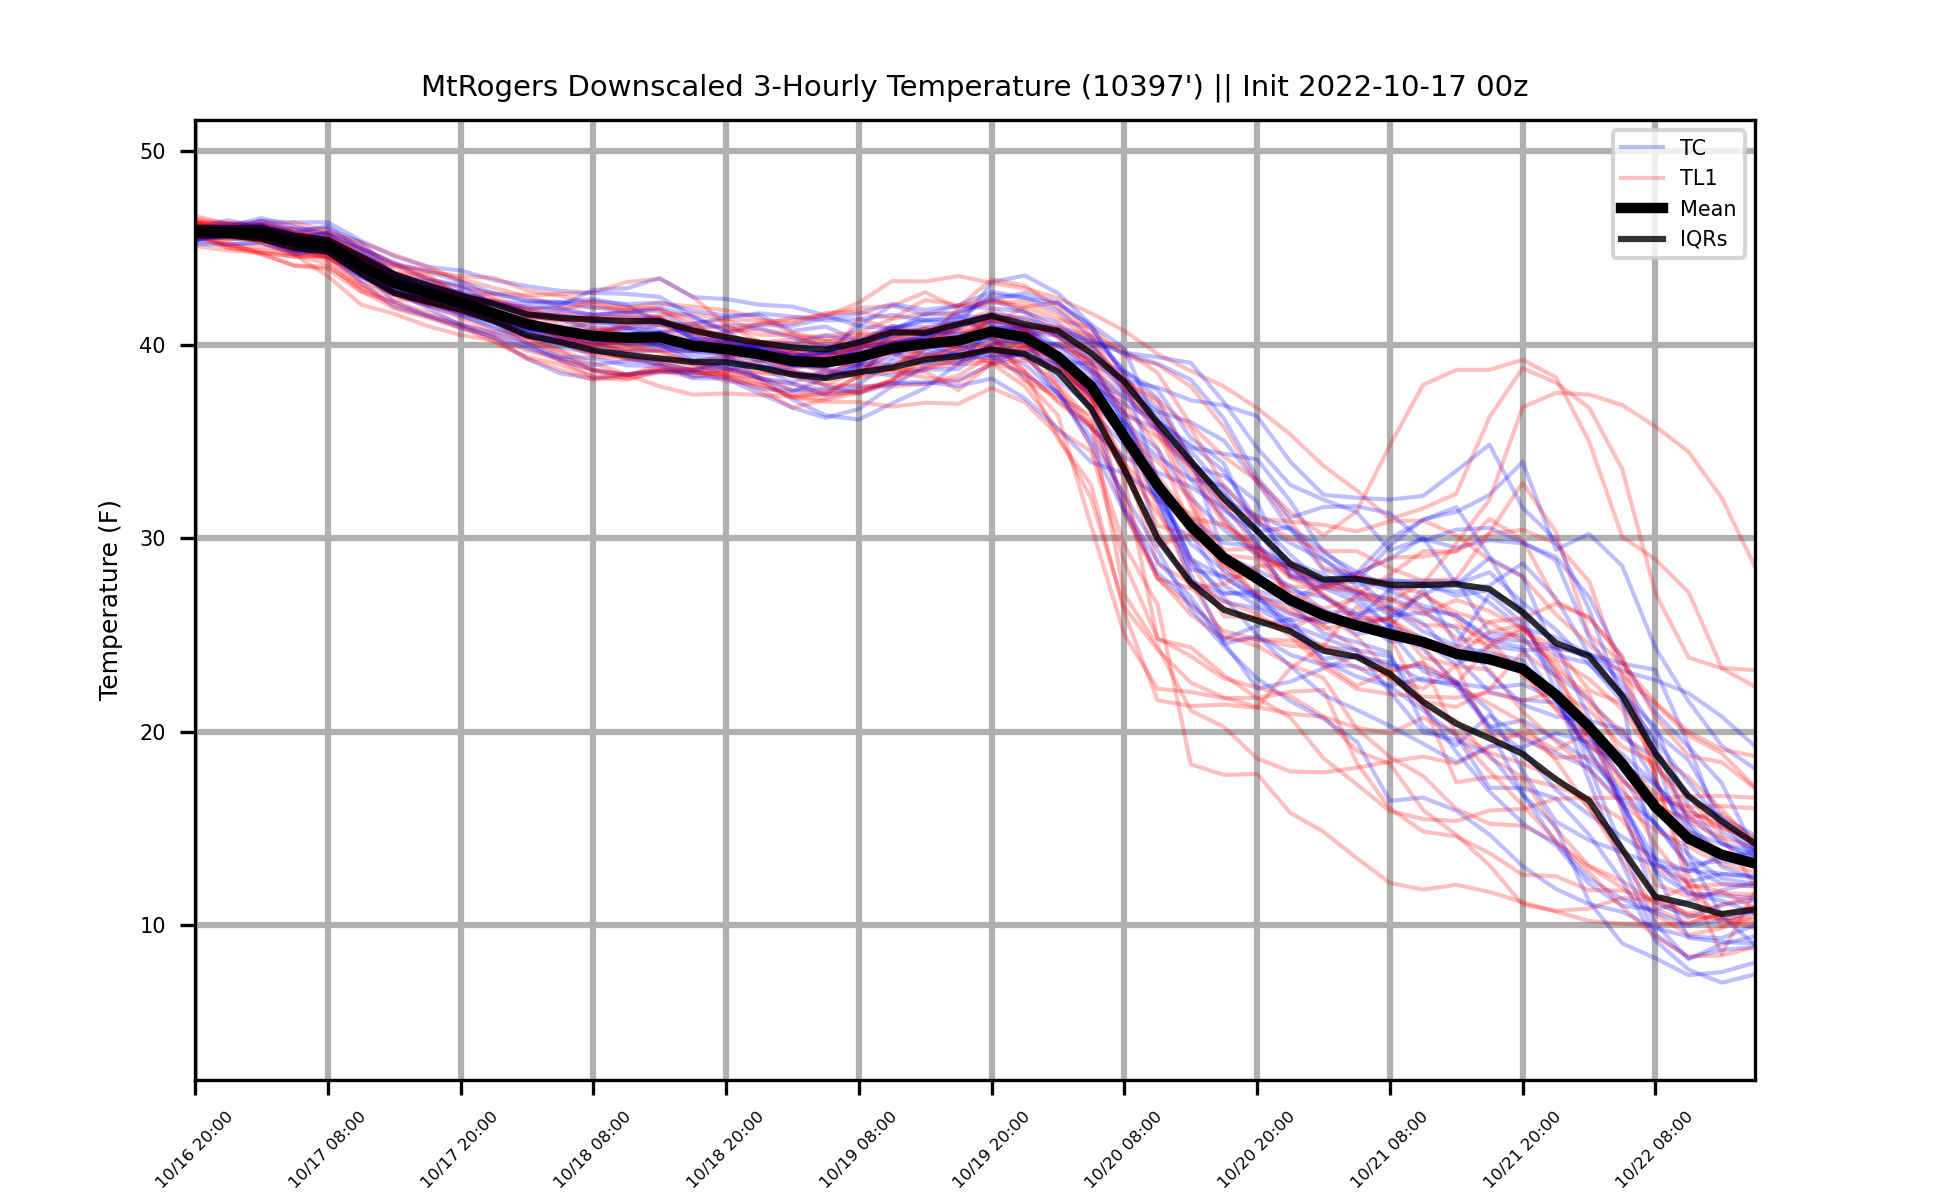 MtRogers Downscaled 3-Hourly Temperature (10397') || Init 2022-10-17 00z
TC
TL1
Mean
IQRs
Temperature (F)
50
40
30
20
10
10/16 20:00
10/17 08:00
10/17 20:00
10/18 08:00
10/18 20:00
10/19 08:00
10/19 20:00
10/20 08:00
10/20 20:00
10/21 08:00
10/21 20:00
10/22 08:00